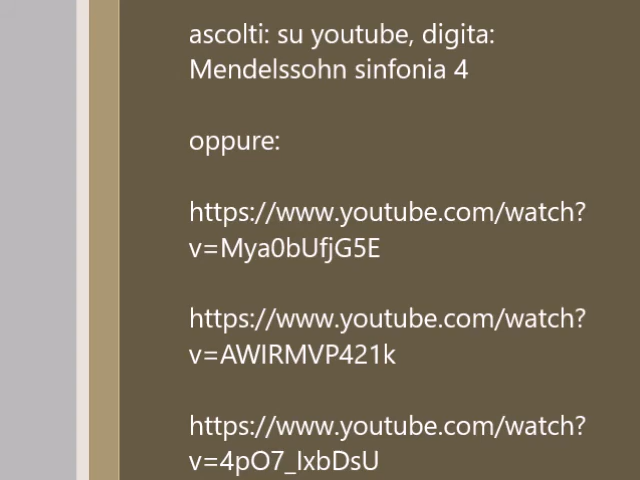 ascolti: su youtube, digita:
Mendelssohn sinfonia 4
oppure:
https://www.youtube.com/watch?
v=Mya0bUfjG5E
https://www.youtube.com/watch?
v=AWIRMVP421k
https://www.youtube.com/watch?
v=4pO7_IxbDsU